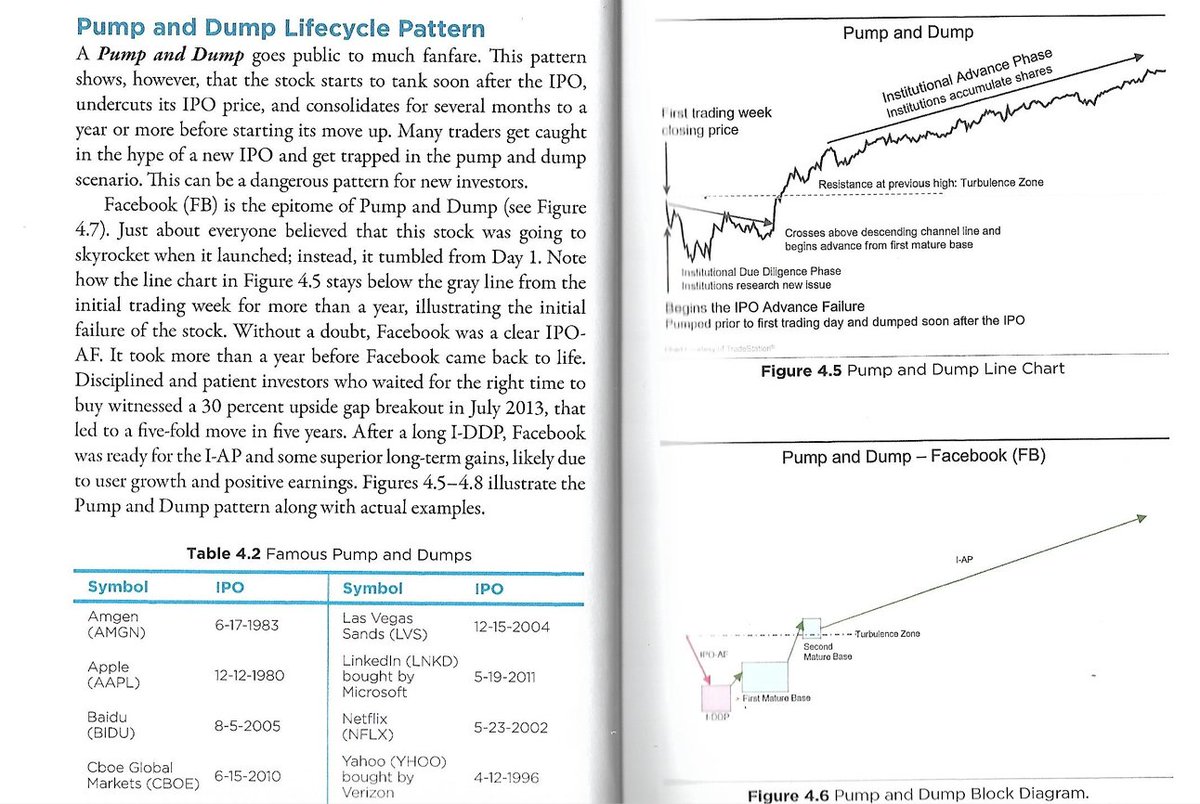 Pump and Dump Lifecycle Pattern
A Pump and Dump goes public to much fanfare. This pattern
shows, however, that the stock starts to tank soon after the IPO,
undercuts its IPO price, and consolidates for several months to a
year or more before starting its move up. Many traders get caught
in the hype of a new IPO and get trapped in the pump and dump
scenario. This can be a dangerous pattern for new investors.
Facebook (FB) is the epitome of Pump and Dump (see Figure
4.7). Just about everyone believed that this stock was going to
skyrocket when it launched; instead, it tumbled from Day 1. Note
how the line chart in Figure 4.5 stays below the gray line from the
initial trading week for more than a year, illustrating the initial
failure of the stock. Without a doubt, Facebook was a clear IPO-
AF. It took more than a year before Facebook came back to life.
Disciplined and patient investors who waited for the right time to
buy witnessed a 30 percent upside gap breakout in July 2013, that
led to a five-fold move in five years. After a long I-DDP, Facebook
was ready for the I-AP and some superior long-term gains, likely due
to user growth and positive earnings. Figures 4.5–4.8 illustrate the
Pump and Dump pattern along with actual examples.
Table 4.2 Famous Pump and Dumps
Symbol IPO Symbol IPO
Amgen
(AMGN) 6-17-1983
Las Vegas
Sands (LVS) 12-15-2004
Apple
(AAPL) 12-12-1980
LinkedIn (LNKD)
bought by
Microsoft 5-19-2011
Baidu
(BIDU) 8-5-2005
Netflix
(NFLX) 5-23-2002
Cboe Global
Markets (CBOE) 6-15-2010
Yahoo (YHOO)
bought by
Verizon 4-12-1996
Pump and Dump
Institutional Advance Phase
Institutions accumulate shares
First trading week
closing price
Resistance at previous high: Turbulence Zone
Crosses above descending channel line and
begins advance from first mature base
Institutional Due Diligence Phase
Institutions research new issue
Begins the IPO Advance Failure
Pumped prior to first trading day and dumped soon after the IPO
Chart courtesy of TradeStation®
Figure 4.5 Pump and Dump Line Chart
Pump and Dump – Facebook (FB)
I-AP
Turbulence Zone
IPO-AF
Second
Mature Base
First Mature Base
I-DDP
Figure 4.6 Pump and Dump Block Diagram.